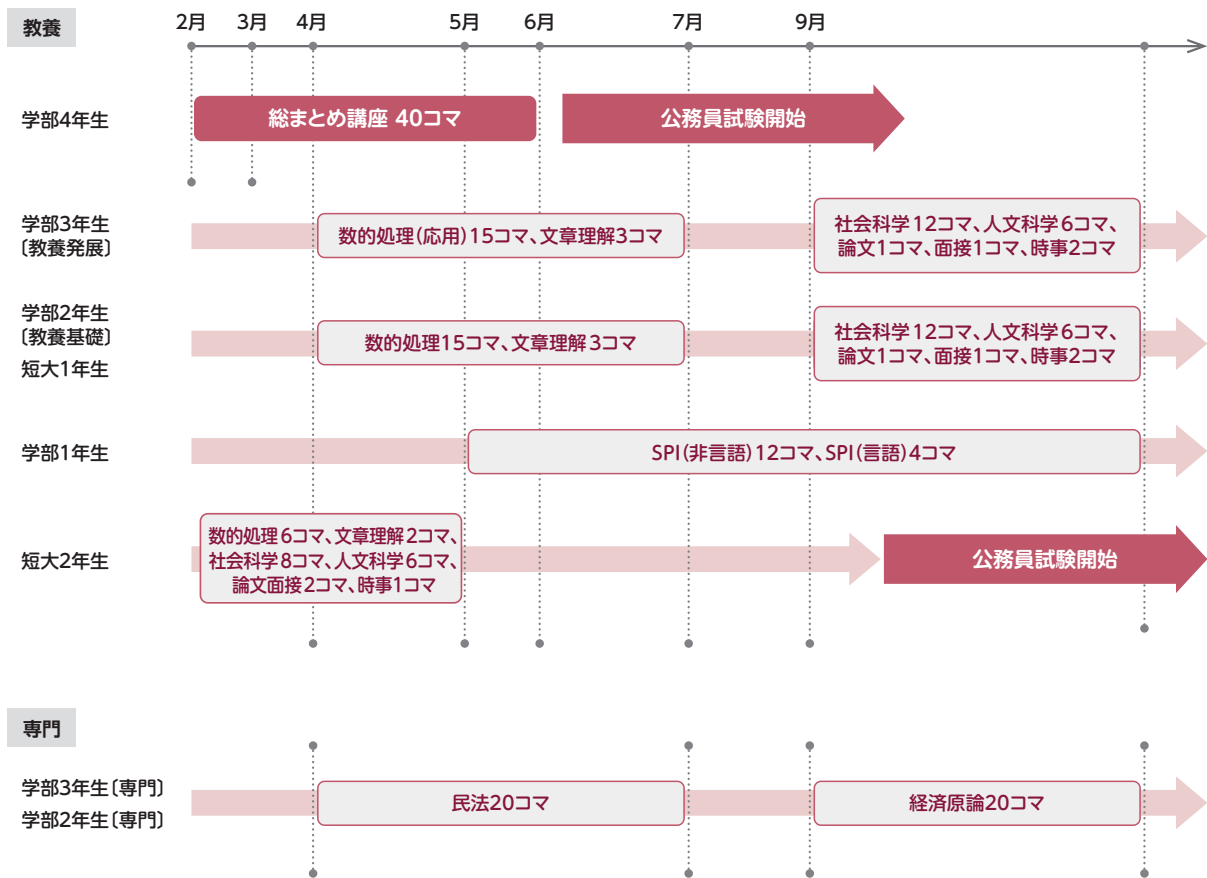 教養
2月 3月 4月 5月 6月 7月 9月
学部4年生
総まとめ講座 40コマ
公務員試験開始
学部3年生
〔教養発展〕
数的処理(応用)15コマ、文章理解3コマ
社会科学12コマ、人文科学6コマ、
論文1コマ、面接1コマ、時事2コマ
学部2年生
〔教養基礎〕
短大1年生
数的処理15コマ、文章理解3コマ
社会科学12コマ、人文科学6コマ、
論文1コマ、面接1コマ、時事2コマ
学部1年生
SPI(非言語)12コマ、SPI(言語)4コマ
短大2年生
数的処理6コマ、文章理解2コマ、
社会科学8コマ、人文科学6コマ、
論文面接2コマ、時事1コマ
公務員試験開始
専門
学部3年生〔専門〕
学部2年生〔専門〕
民法20コマ
経済原論20コマ